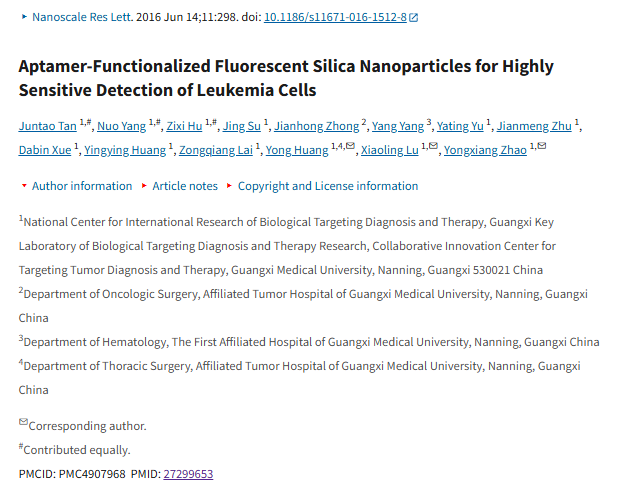 Nanoscale Res Lett. 2016 Jun 14;11:298. doi: 10.1186/s11671-016-1512-8
Aptamer-Functionalized Fluorescent Silica Nanoparticles for Highly
Sensitive Detection of Leukemia Cells
Juntao Tan 1,#, Nuo Yang 1,#, Zixi Hu 1,#, Jing Su 1, Jianhong Zhong 2, Yang Yang 3, Yating Yu 1, Jianmeng Zhu 1,
Dabin Xue 1, Yingying Huang 1, Zongqiang Lai 1, Yong Huang 1,4,✉, Xiaoling Lu 1,✉, Yongxiang Zhao 1,✉
Author information Article notes Copyright and License information
1National Center for International Research of Biological Targeting Diagnosis and Therapy, Guangxi Key
Laboratory of Biological Targeting Diagnosis and Therapy Research, Collaborative Innovation Center for
Targeting Tumor Diagnosis and Therapy, Guangxi Medical University, Nanning, Guangxi 530021 China
2Department of Oncologic Surgery, Affiliated Tumor Hospital of Guangxi Medical University, Nanning, Guangxi
China
3Department of Hematology, The First Affiliated Hospital of Guangxi Medical University, Nanning, Guangxi China
4Department of Thoracic Surgery, Affiliated Tumor Hospital of Guangxi Medical University, Nanning, Guangxi
China
✉Corresponding author.
#Contributed equally.
PMCID: PMC4907968 PMID: 27299653